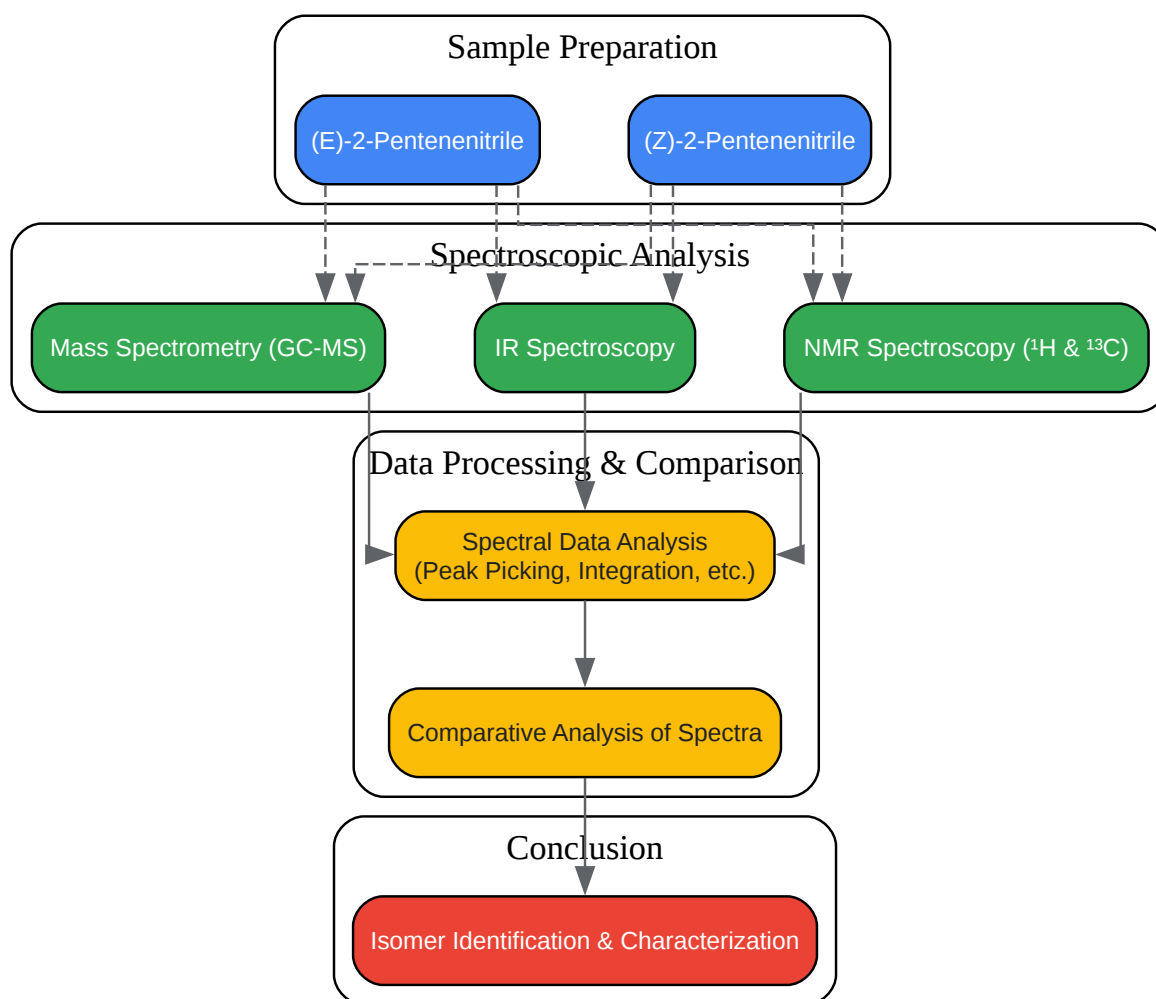 Sample Preparation
(E)-2-Pentenenitrile
(Z)-2-Pentenenitrile
Spectroscopic Analysis
Mass Spectrometry (GC-MS)
IR Spectroscopy
NMR Spectroscopy (¹H & ¹³C)
Data Processing & Comparison
Spectral Data Analysis
(Peak Picking, Integration, etc.)
Comparative Analysis of Spectra
Conclusion
Isomer Identification & Characterization